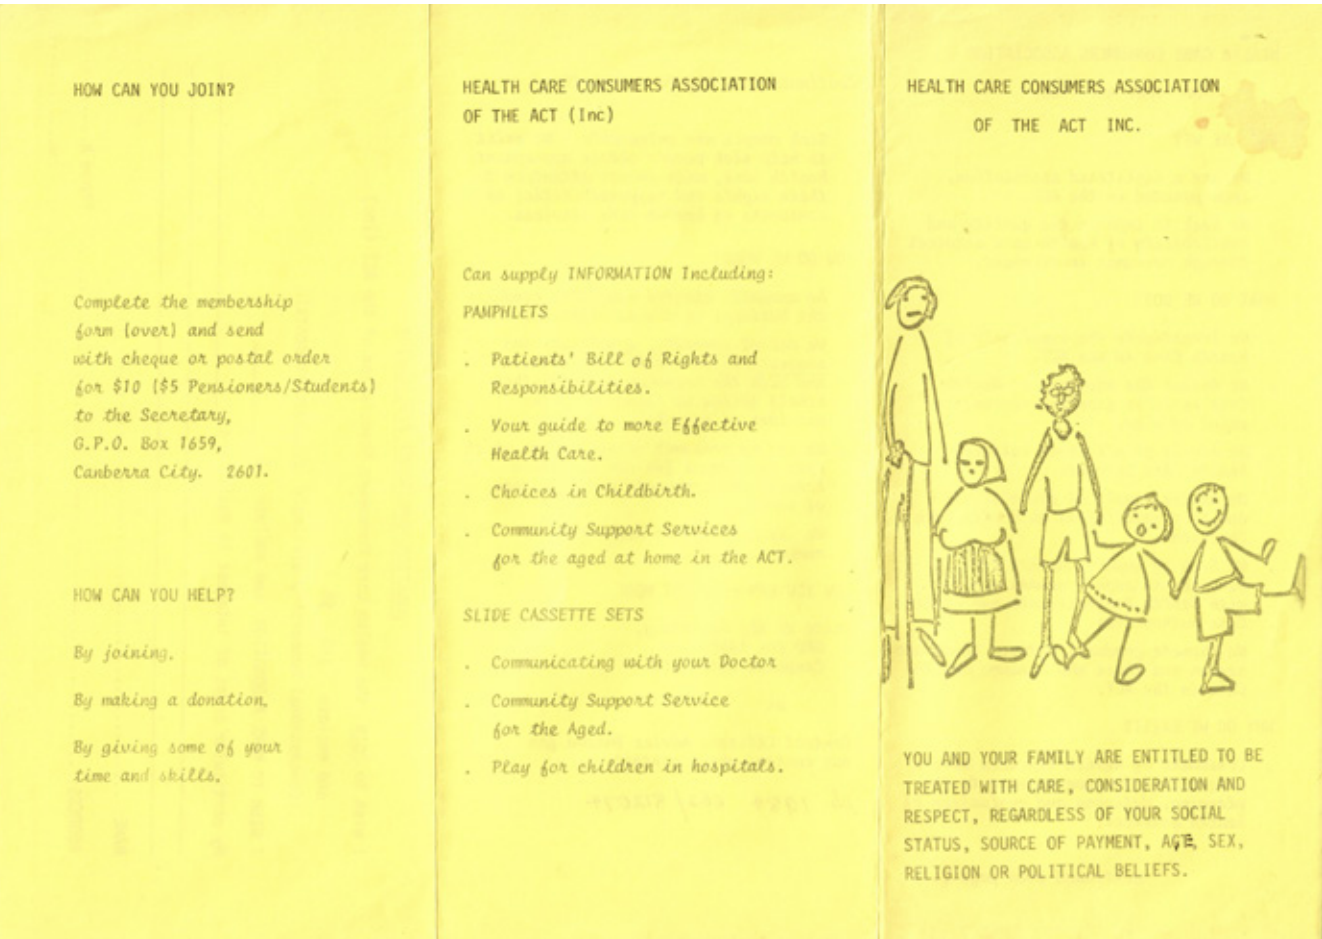 HOW CAN YOU JOIN?
Complete the membership
form (over) and send
with cheque or postal order
for $10 ($5 Pensioners/Students)
to the Secretary,
G.P.O. Box 1659,
Canberra City. 2601.
HOW CAN YOU HELP?
By joining,
By making a donation,
By giving some of your
time and skills.
HEALTH CARE CONSUMERS ASSOCIATION
OF THE ACT (Inc)
Can supply INFORMATION Including:
PAMPHLETS
. Patients' Bill of Rights and
Responsibilities.
. Your guide to more Effective
Health Care.
. Choices in Childbirth.
. Community Support Services
for the aged at home in the ACT.
SLIDE CASSETTE SETS
. Communicating with your Doctor
. Community Support Service
for the Aged.
. Play for children in hospitals.
HEALTH CARE CONSUMERS ASSOCIATION
OF THE ACT INC.
YOU AND YOUR FAMILY ARE ENTITLED TO BE
TREATED WITH CARE, CONSIDERATION AND
RESPECT, REGARDLESS OF YOUR SOCIAL
STATUS, SOURCE OF PAYMENT, AGE, SEX,
RELIGION OR POLITICAL BELIEFS.